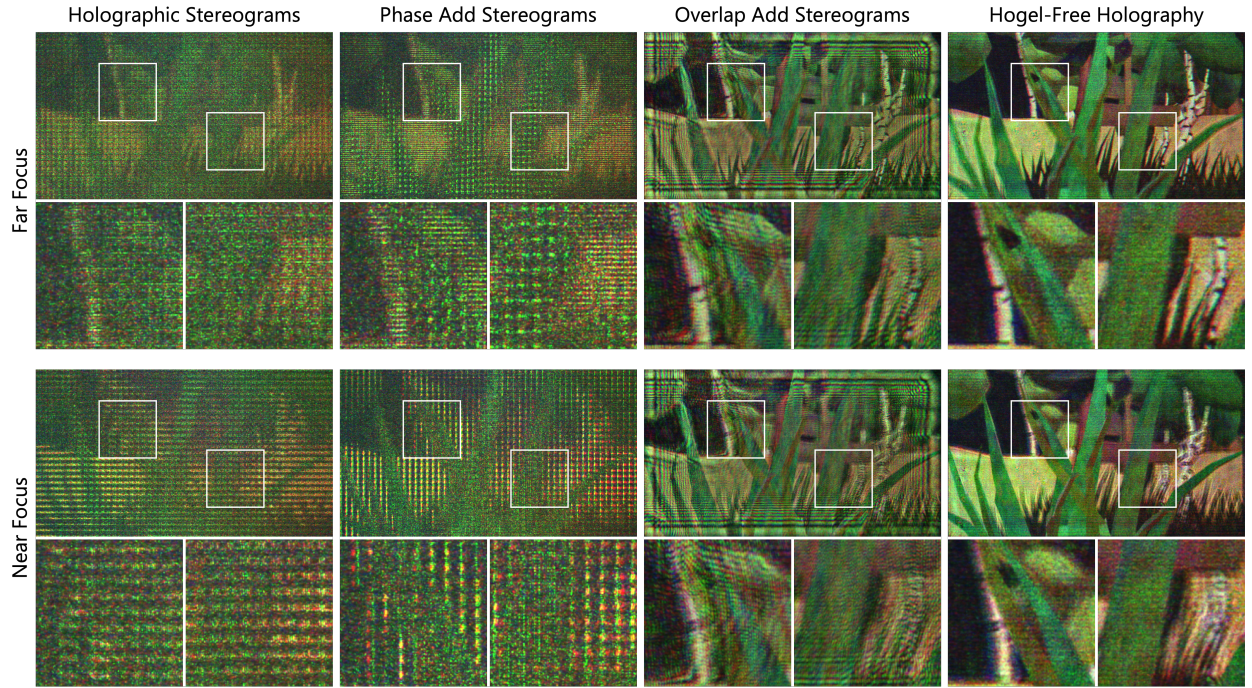 Holographic Stereograms
Phase Add Stereograms
Overlap Add Stereograms
Hogel-Free Holography
Far Focus
Near Focus